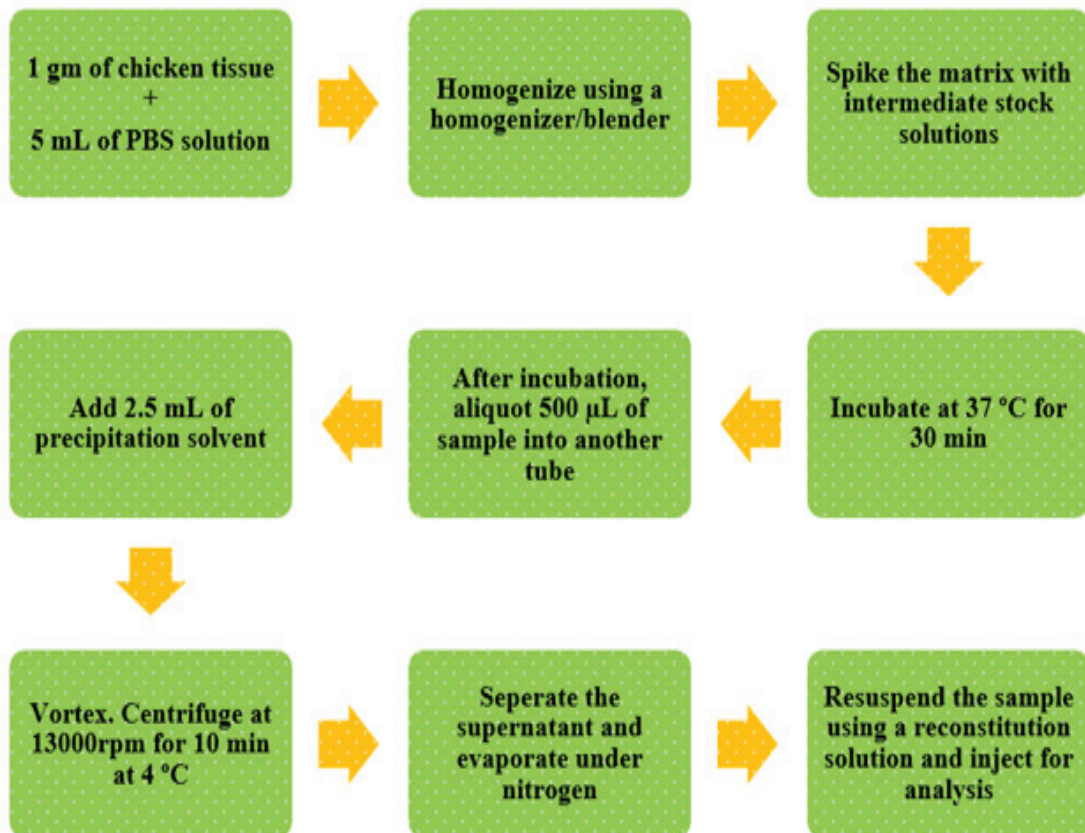 1 gm of chicken tissue
+
5 mL of PBS solution
Homogenize using a
homogenizer/blender
Spike the matrix with
intermediate stock
solutions
Incubate at 37 °C for
30 min
After incubation,
aliquot 500 µL of
sample into another
tube
Add 2.5 mL of
precipitation solvent
Vortex. Centrifuge at
13000rpm for 10 min
at 4 °C
Seperate the
supernatant and
evaporate under
nitrogen
Resuspend the sample
using a reconstitution
solution and inject for
analysis